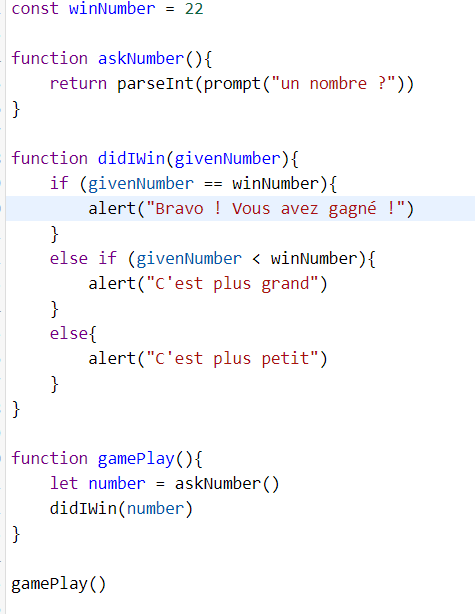 const winNumber = 22
function askNumber(){
return parseInt(prompt("un nombre ?"))
}
function didIWin(givenNumber){
if (givenNumber == winNumber){
alert("Bravo ! Vous avez gagné !")
}
else if (givenNumber < winNumber){
alert("C'est plus grand")
}
else{
alert("C'est plus petit")
}
}
function gamePlay(){
let number = askNumber()
didIWin(number)
}
gamePlay()